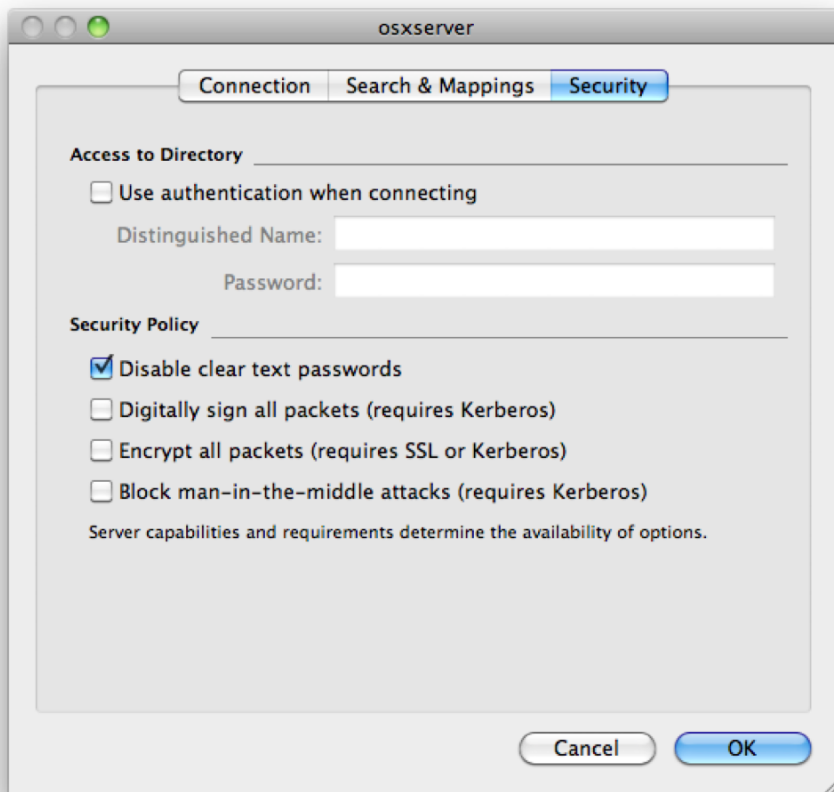 osxserver
Connection Search & Mappings Security
Access to Directory
Use authentication when connecting
Distinguished Name:
Password:
Security Policy
Disable clear text passwords
Digitally sign all packets (requires Kerberos)
Encrypt all packets (requires SSL or Kerberos)
Block man-in-the-middle attacks (requires Kerberos)
Server capabilities and requirements determine the availability of options.
Cancel OK